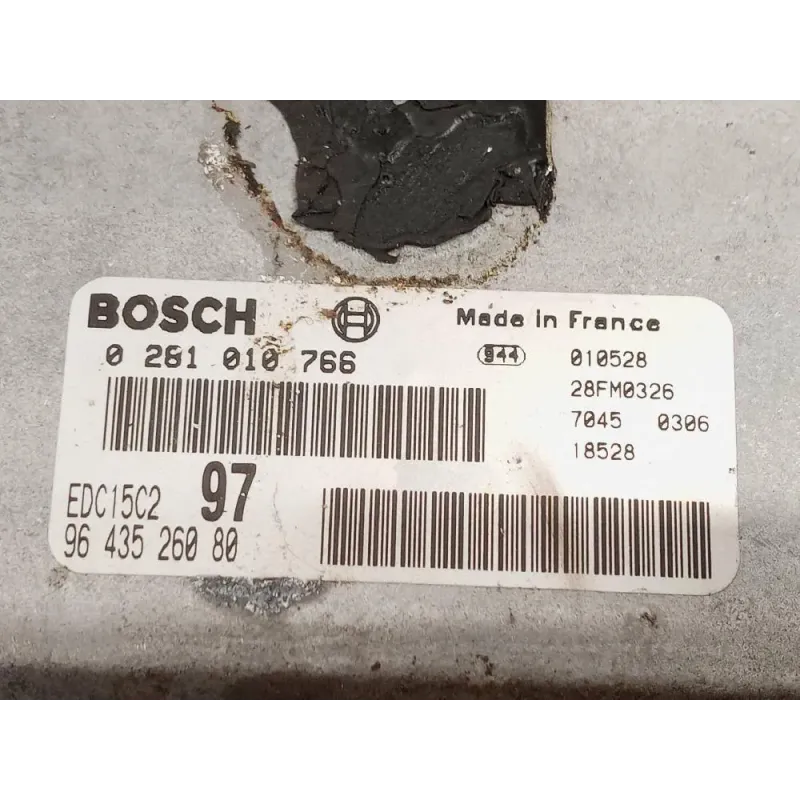 BOSCH Made in France
0 281 010 766 944 010528
28FM0326
7045 0306
18528
EDC15C2 97
96 435 260 80